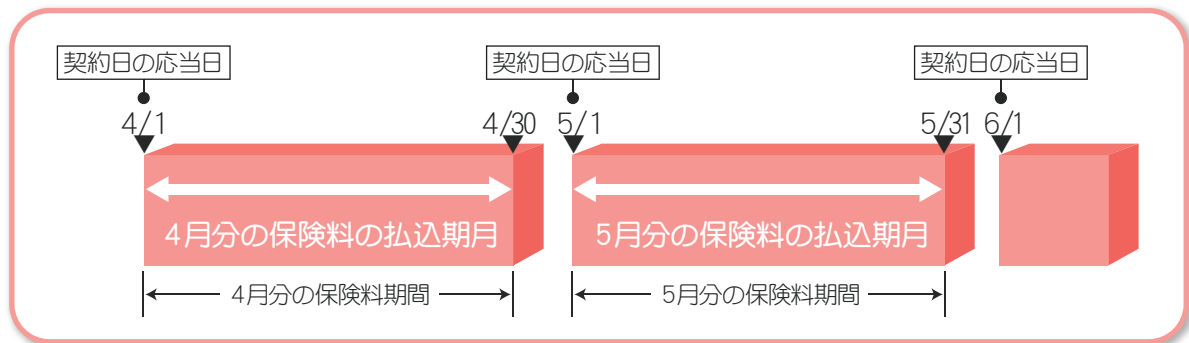 契約日の応当日 契約日の応当日 契約日の応当日
4/1 4/30 5/1 5/31 6/1
4月分の保険料の払込期月 5月分の保険料の払込期月
4月分の保険料期間 5月分の保険料期間